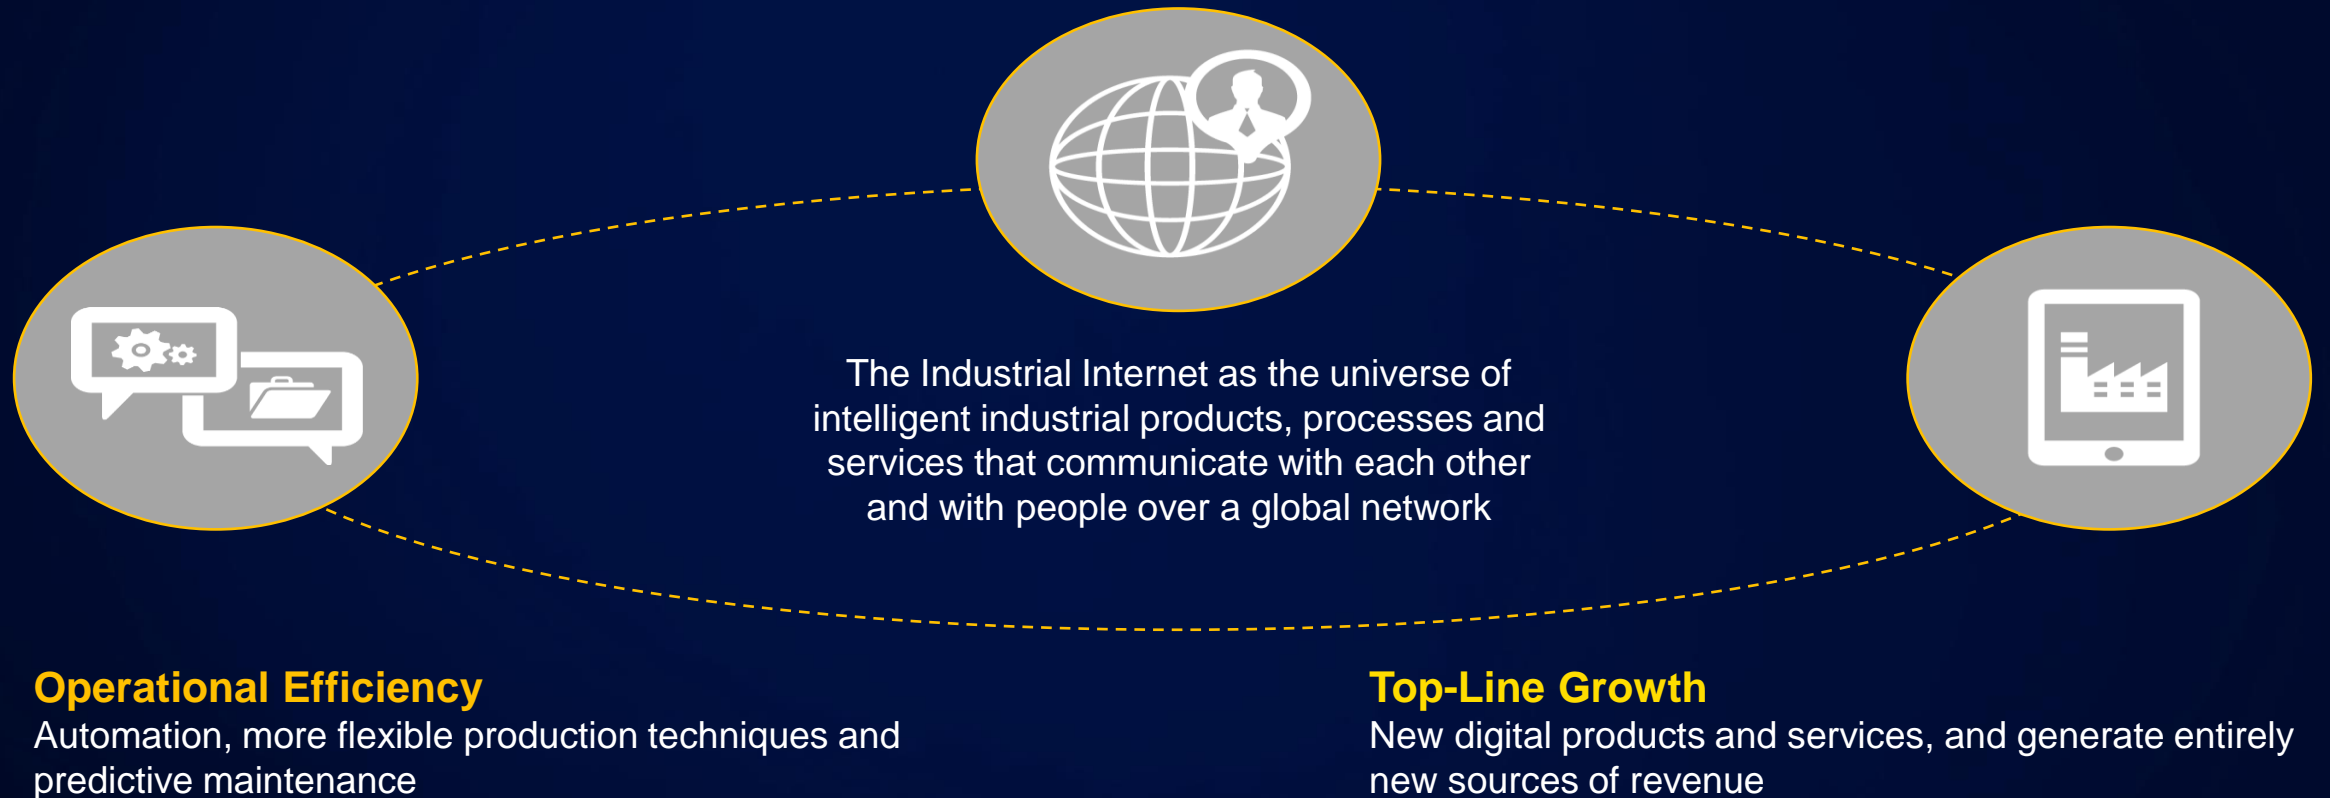 The Industrial Internet as the universe of
intelligent industrial products, processes and
services that communicate with each other
and with people over a global network
Operational Efficiency
Automation, more flexible production techniques and
predictive maintenance
Top-Line Growth
New digital products and services, and generate entirely
new sources of revenue